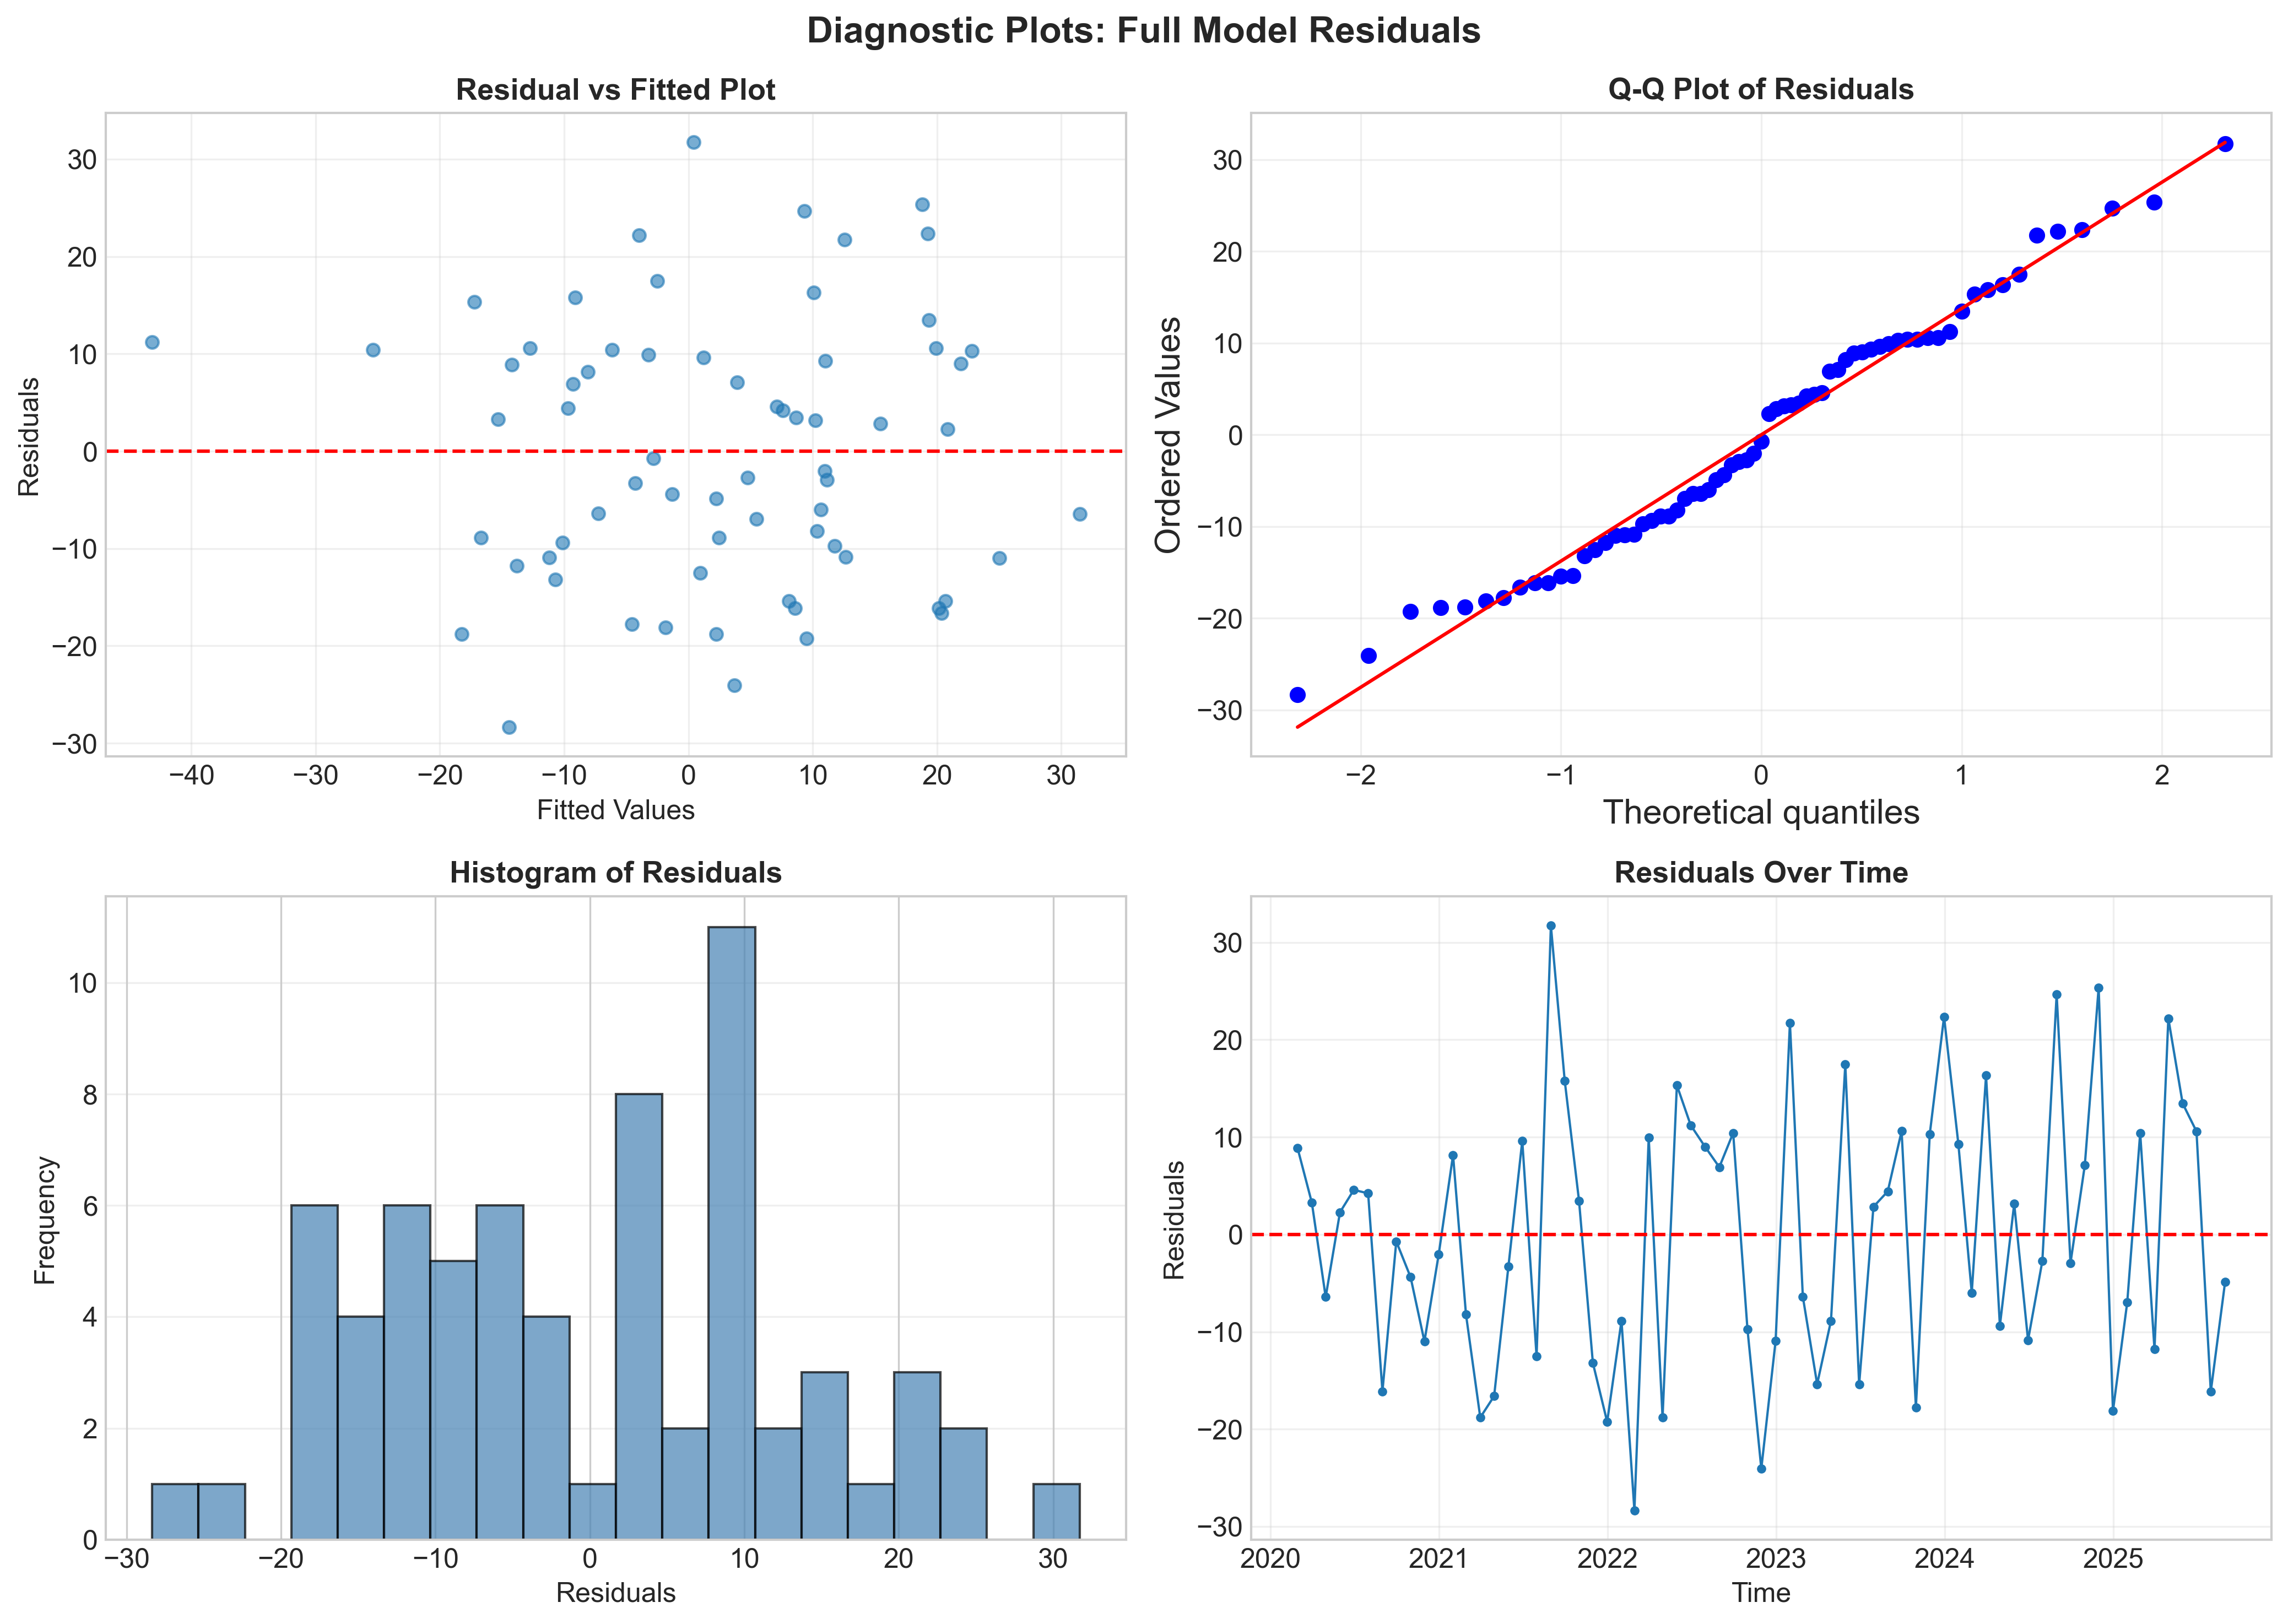 Diagnostic Plots: Full Model Residuals
Residual vs Fitted Plot
Residuals
30
20
10
0
−10
−20
−30
−40 −30 −20 −10 0 10 20 30
Fitted Values
Q-Q Plot of Residuals
Ordered Values
30
20
10
0
−10
−20
−30
−2 −1 0 1 2
Theoretical quantiles
Histogram of Residuals
Frequency
10
8
6
4
2
0
−30 −20 −10 0 10 20 30
Residuals
Residuals Over Time
Residuals
30
20
10
0
−10
−20
−30
2020 2021 2022 2023 2024 2025
Time